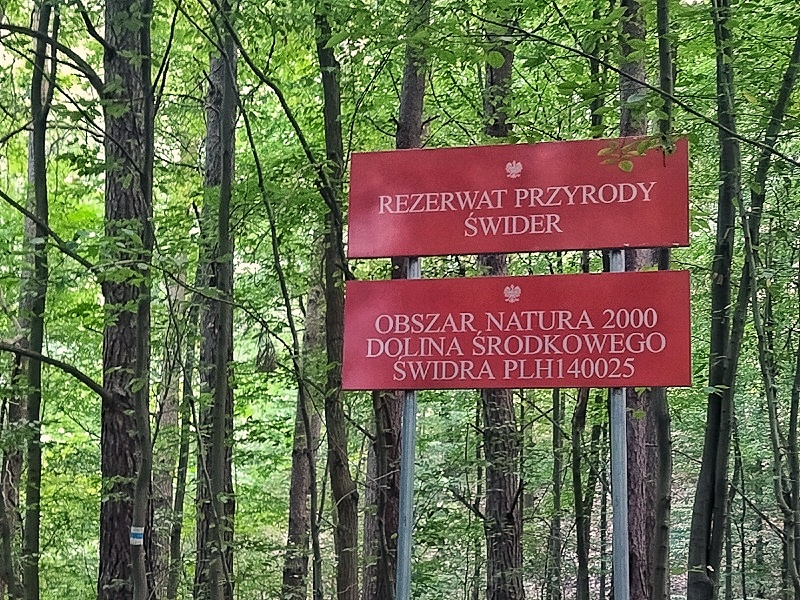 REZERWAT PRZYRODY
ŚWIDER
OBSZAR NATURA 2000
DOLINA ŚRODKOWEGO
ŚWIDRA PLH140025